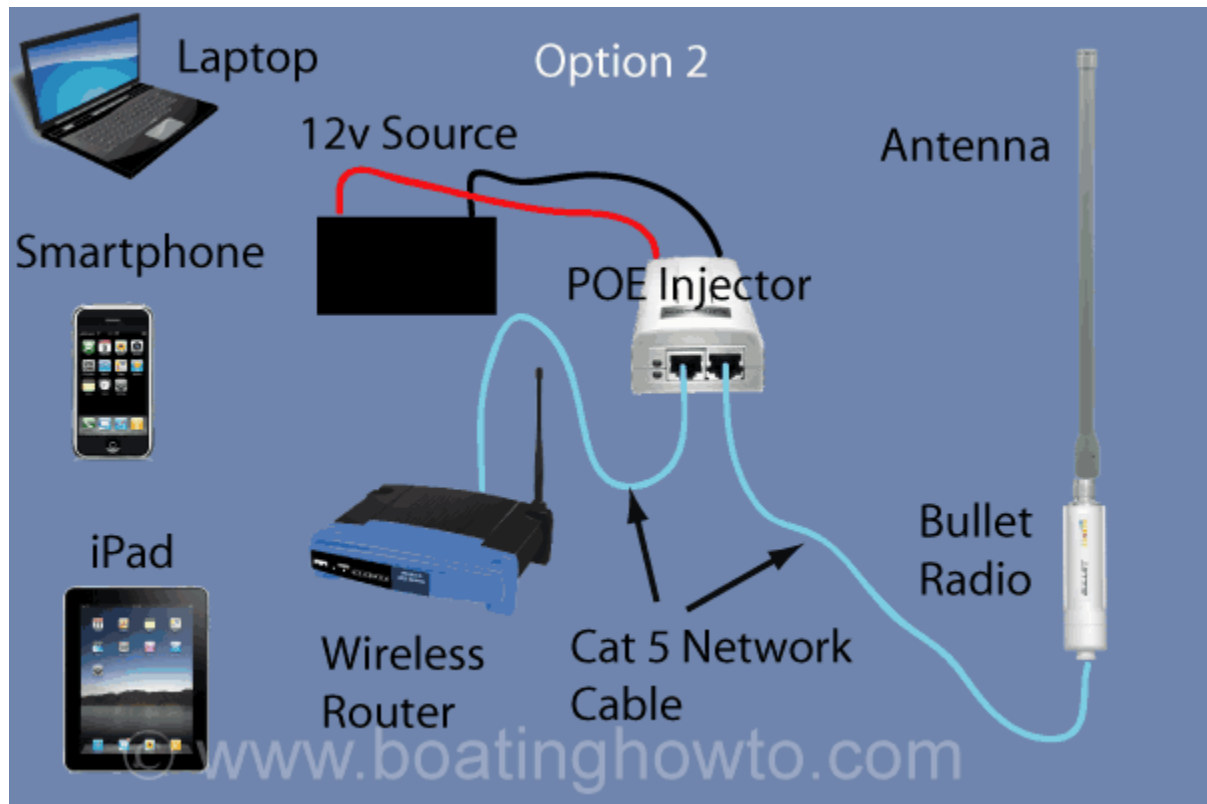 Laptop
Option 2
12v Source
Antenna
Smartphone
POE Injector
iPad
Bullet
Radio
Wireless
Router
Cat 5 Network
Cable
BULLET
© www.boatinghowto.com